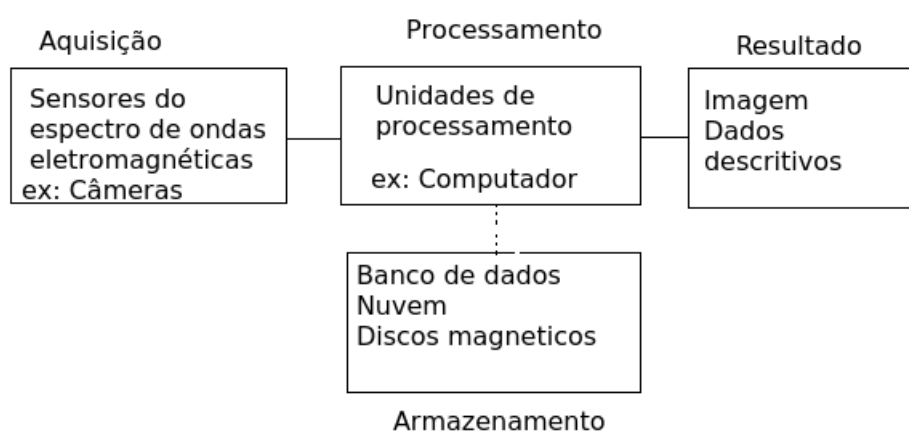 Aquisição
Sensores do
espectro de ondas
eletromagnéticas
ex: Câmeras
Processamento
Unidades de
processamento
ex: Computador
Resultado
Imagem
Dados
descritivos
Banco de dados
Nuvem
Discos magneticos
Armazenamento